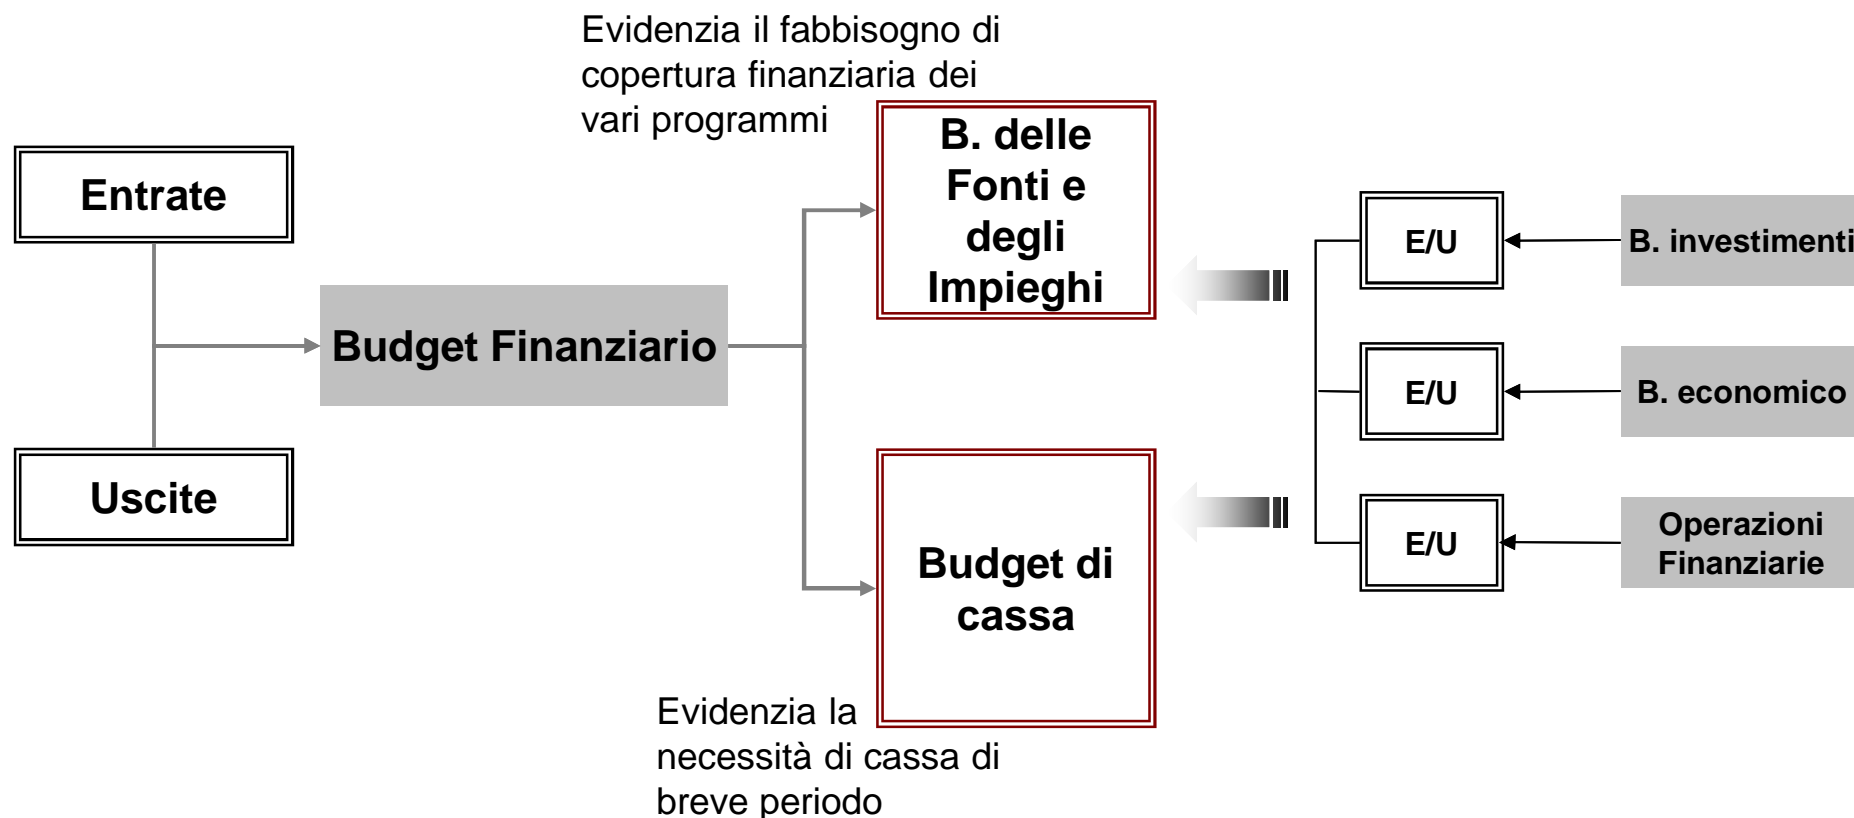 Evidenzia il fabbisogno di
copertura finanziaria dei
vari programmi
Entrate
Uscite
Budget Finanziario
B. delle
Fonti e
degli
Impieghi
Budget di
cassa
Evidenzia la
necessità di cassa di
breve periodo
E/U
B. investimenti
E/U
B. economico
E/U
Operazioni
Finanziarie